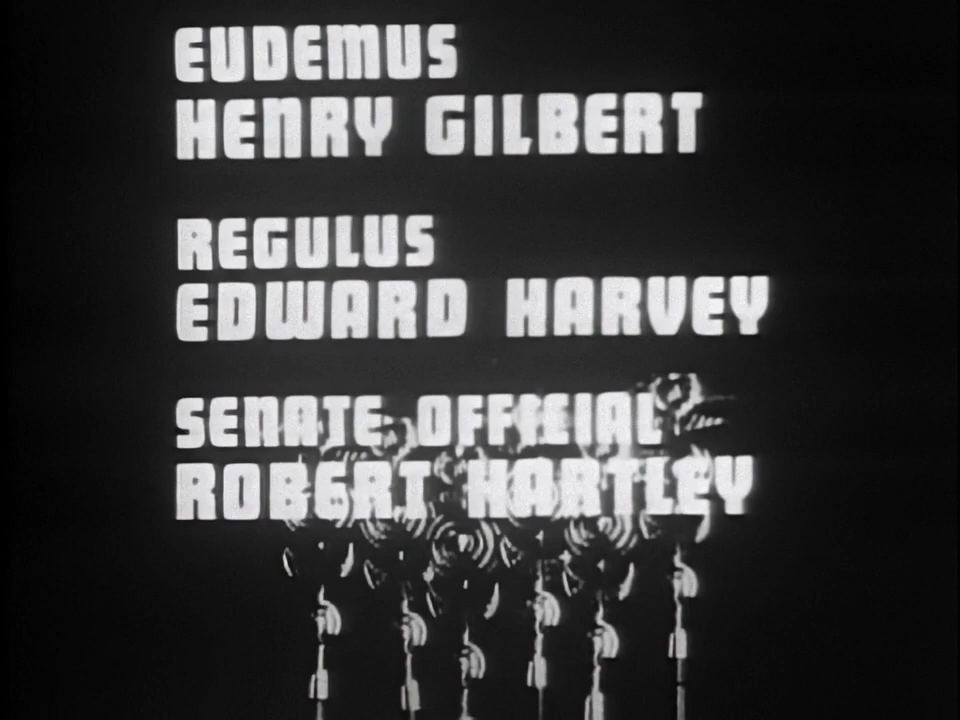 EUDEMUS
HENRY GILBERT
REGULUS
EDWARD HARVEY
SENATE OFFICIAL
ROBERT HARTLEY